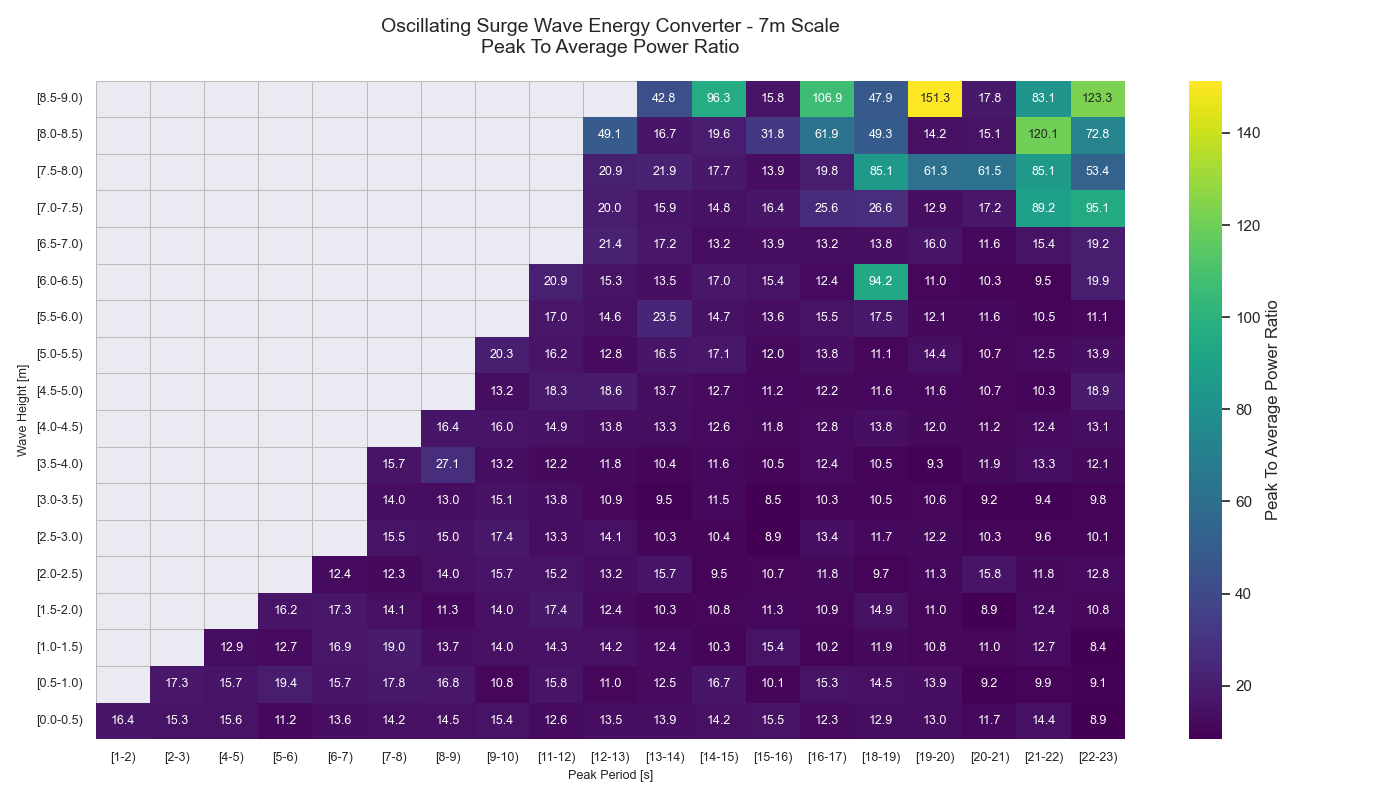 Oscillating Surge Wave Energy Converter - 7m Scale
Peak To Average Power Ratio
[8.5-9.0) 42.8 96.3 15.8 106.9 47.9 151.3 17.8 83.1 123.3
[8.0-8.5) 49.1 16.7 19.6 31.8 61.9 49.3 14.2 15.1 120.1 72.8
[7.5-8.0) 20.9 21.9 17.7 13.9 19.8 85.1 61.3 61.5 85.1 53.4
[7.0-7.5) 20.0 15.9 14.8 16.4 25.6 26.6 12.9 17.2 89.2 95.1
[6.5-7.0) 21.4 17.2 13.2 13.9 13.2 13.8 16.0 11.6 15.4 19.2
[6.0-6.5) 20.9 15.3 13.5 17.0 15.4 12.4 94.2 11.0 10.3 9.5 19.9
[5.5-6.0) 17.0 14.6 23.5 14.7 13.6 15.5 17.5 12.1 11.6 10.5 11.1
[5.0-5.5) 20.3 16.2 12.8 16.5 17.1 12.0 13.8 11.1 14.4 10.7 12.5 13.9
[4.5-5.0) 13.2 18.3 18.6 13.7 12.7 11.2 12.2 11.6 11.6 10.7 10.3 18.9
[4.0-4.5) 16.4 16.0 14.9 13.8 13.3 12.6 11.8 12.8 13.8 12.0 11.2 12.4 13.1
[3.5-4.0) 15.7 27.1 13.2 12.2 11.8 10.4 11.6 10.5 12.4 10.5 9.3 11.9 13.3 12.1
[3.0-3.5) 14.0 13.0 15.1 13.8 10.9 9.5 11.5 8.5 10.3 10.5 10.6 9.2 9.4 9.8
[2.5-3.0) 15.5 15.0 17.4 13.3 14.1 10.3 10.4 8.9 13.4 11.7 12.2 10.3 9.6 10.1
[2.0-2.5) 12.4 12.3 14.0 15.7 15.2 13.2 15.7 9.5 10.7 11.8 9.7 11.3 15.8 11.8 12.8
[1.5-2.0) 16.2 17.3 14.1 11.3 14.0 17.4 12.4 10.3 10.8 11.3 10.9 14.9 11.0 8.9 12.4 10.8
[1.0-1.5) 12.9 12.7 16.9 19.0 13.7 14.0 14.3 14.2 12.4 10.3 15.4 10.2 11.9 10.8 11.0 12.7 8.4
[0.5-1.0) 17.3 15.7 19.4 15.7 17.8 16.8 10.8 15.8 11.0 12.5 16.7 10.1 15.3 14.5 13.9 9.2 9.9 9.1
[0.0-0.5) 16.4 15.3 15.6 11.2 13.6 14.2 14.5 15.4 12.6 13.5 13.9 14.2 15.5 12.3 12.9 13.0 11.7 14.4 8.9
[1-2) [2-3) [4-5) [5-6) [6-7) [7-8) [8-9) [9-10) [11-12) [12-13) [13-14) [14-15) [15-16) [16-17) [18-19) [19-20) [20-21) [21-22) [22-23)
Peak Period [s]
Wave Height [m]
140
120
100
80
60
40
20
Peak To Average Power Ratio